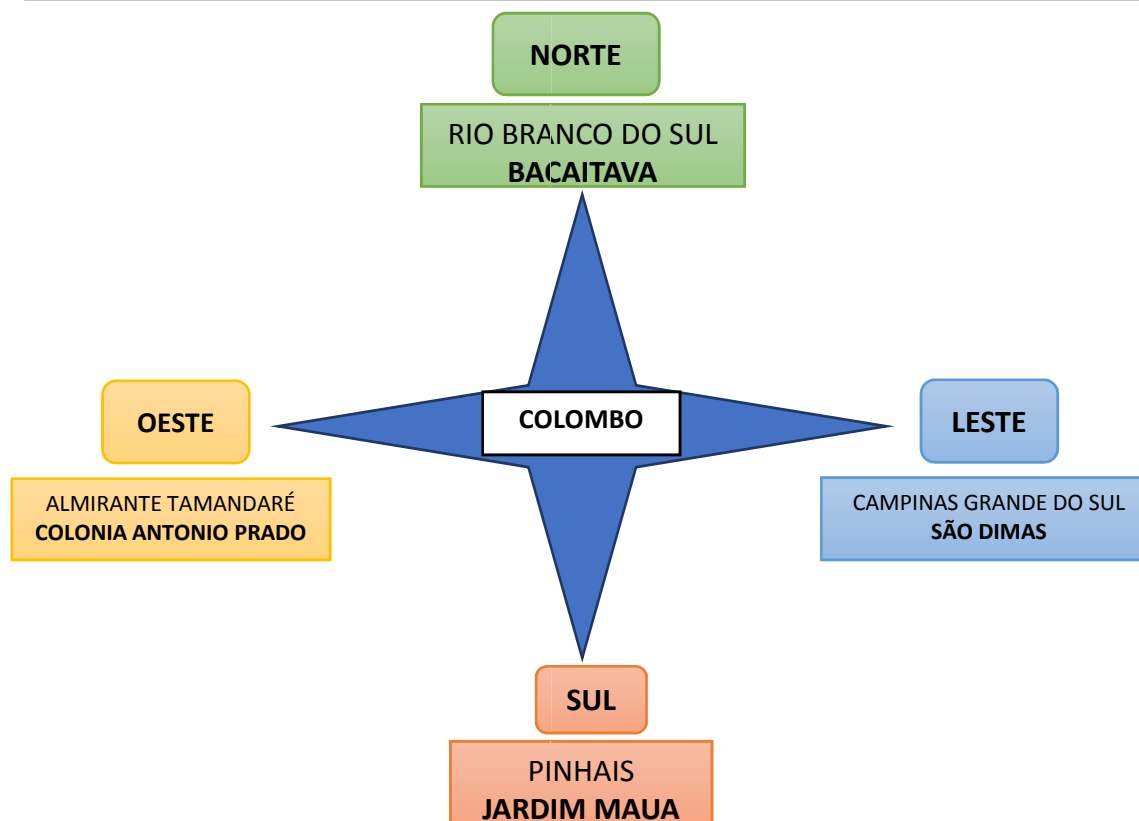 NORTE
RIO BRANCO DO SUL
BACAITAVA
OESTE
COLOMBO
LESTE
ALMIRANTE TAMANDARÉ
COLONIA ANTONIO PRADO
CAMPINAS GRANDE DO SUL
SÃO DIMAS
SUL
PINHAIS
JARDIM MAUA